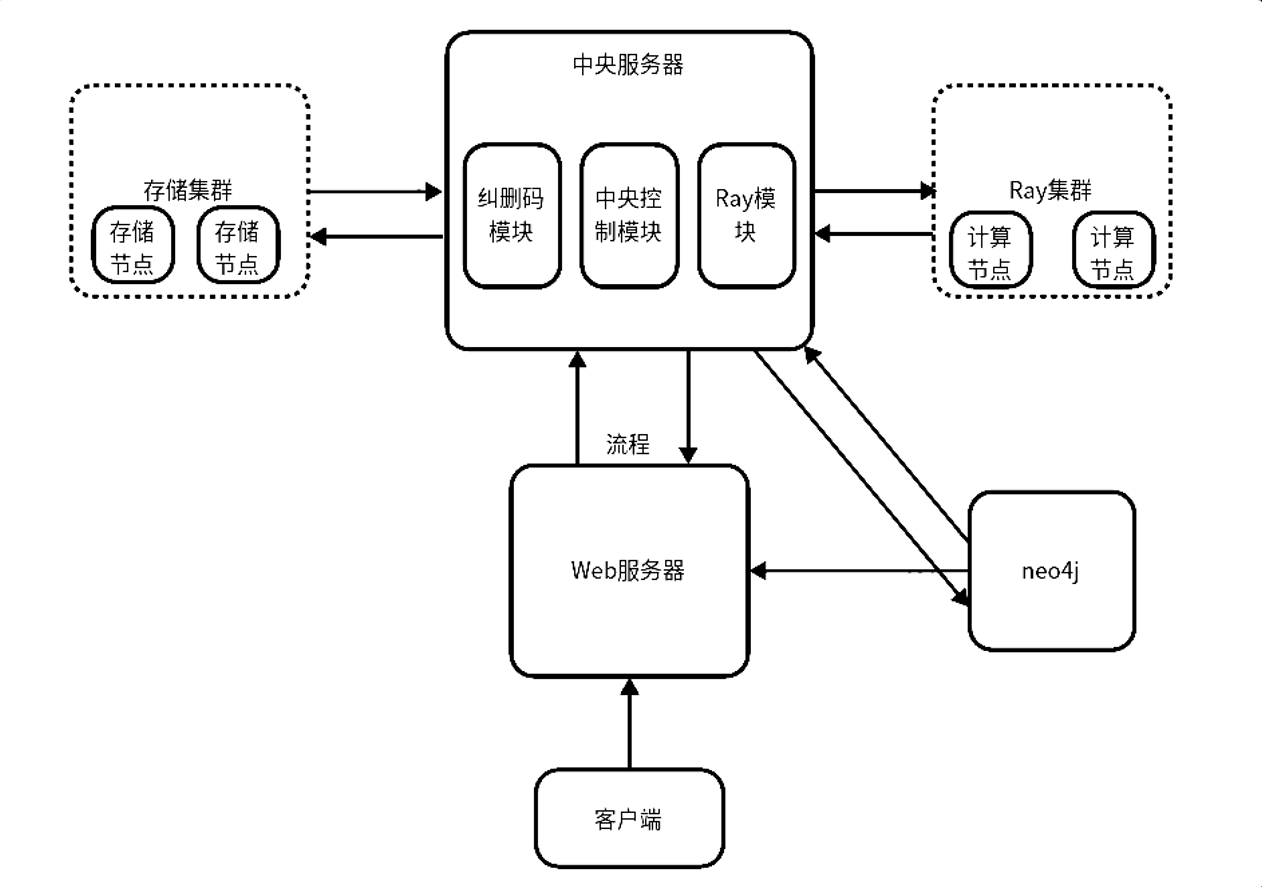 中央服务器
存储集群
存储
节点
存储
节点
纠删码
模块
中央控
制模块
Ray模
块
Ray集群
计算
节点
计算
节点
流程
Web服务器
neo4j
客户端